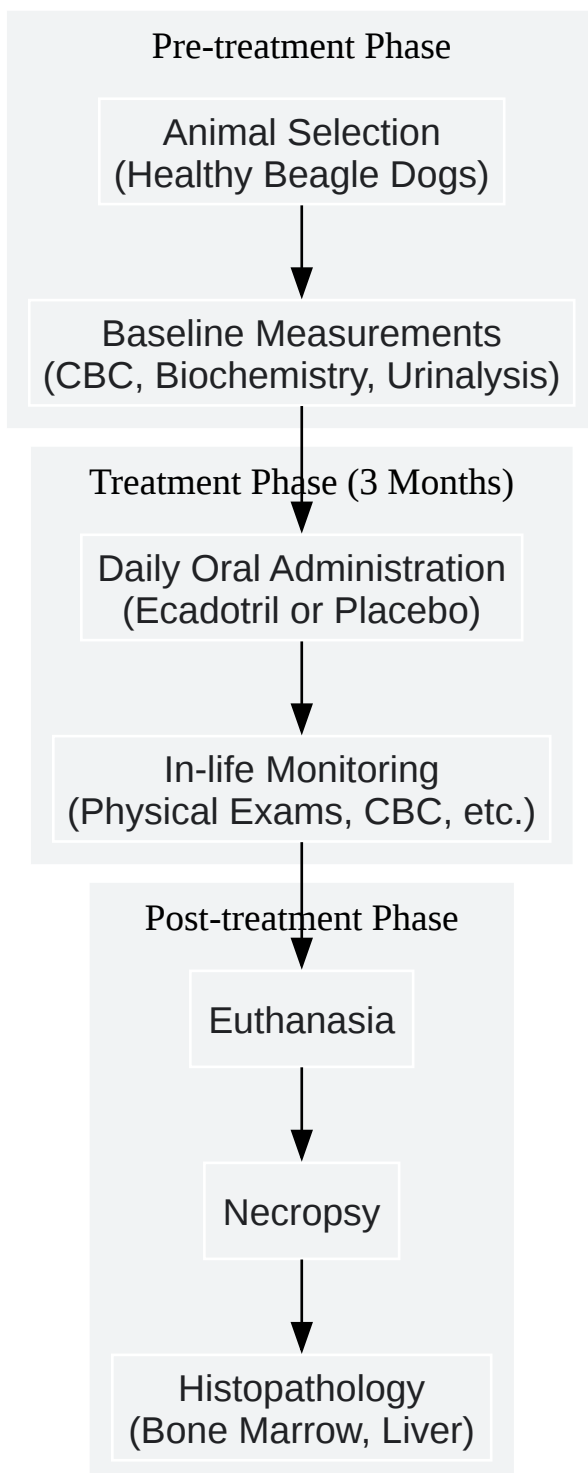 Pre-treatment Phase
Animal Selection
(Healthy Beagle Dogs)
Baseline Measurements
(CBC, Biochemistry, Urinalysis)
Treatment Phase (3 Months)
Daily Oral Administration
(Ecadotril or Placebo)
In-life Monitoring
(Physical Exams, CBC, etc.)
Post-treatment Phase
Euthanasia
Necropsy
Histopathology
(Bone Marrow, Liver)